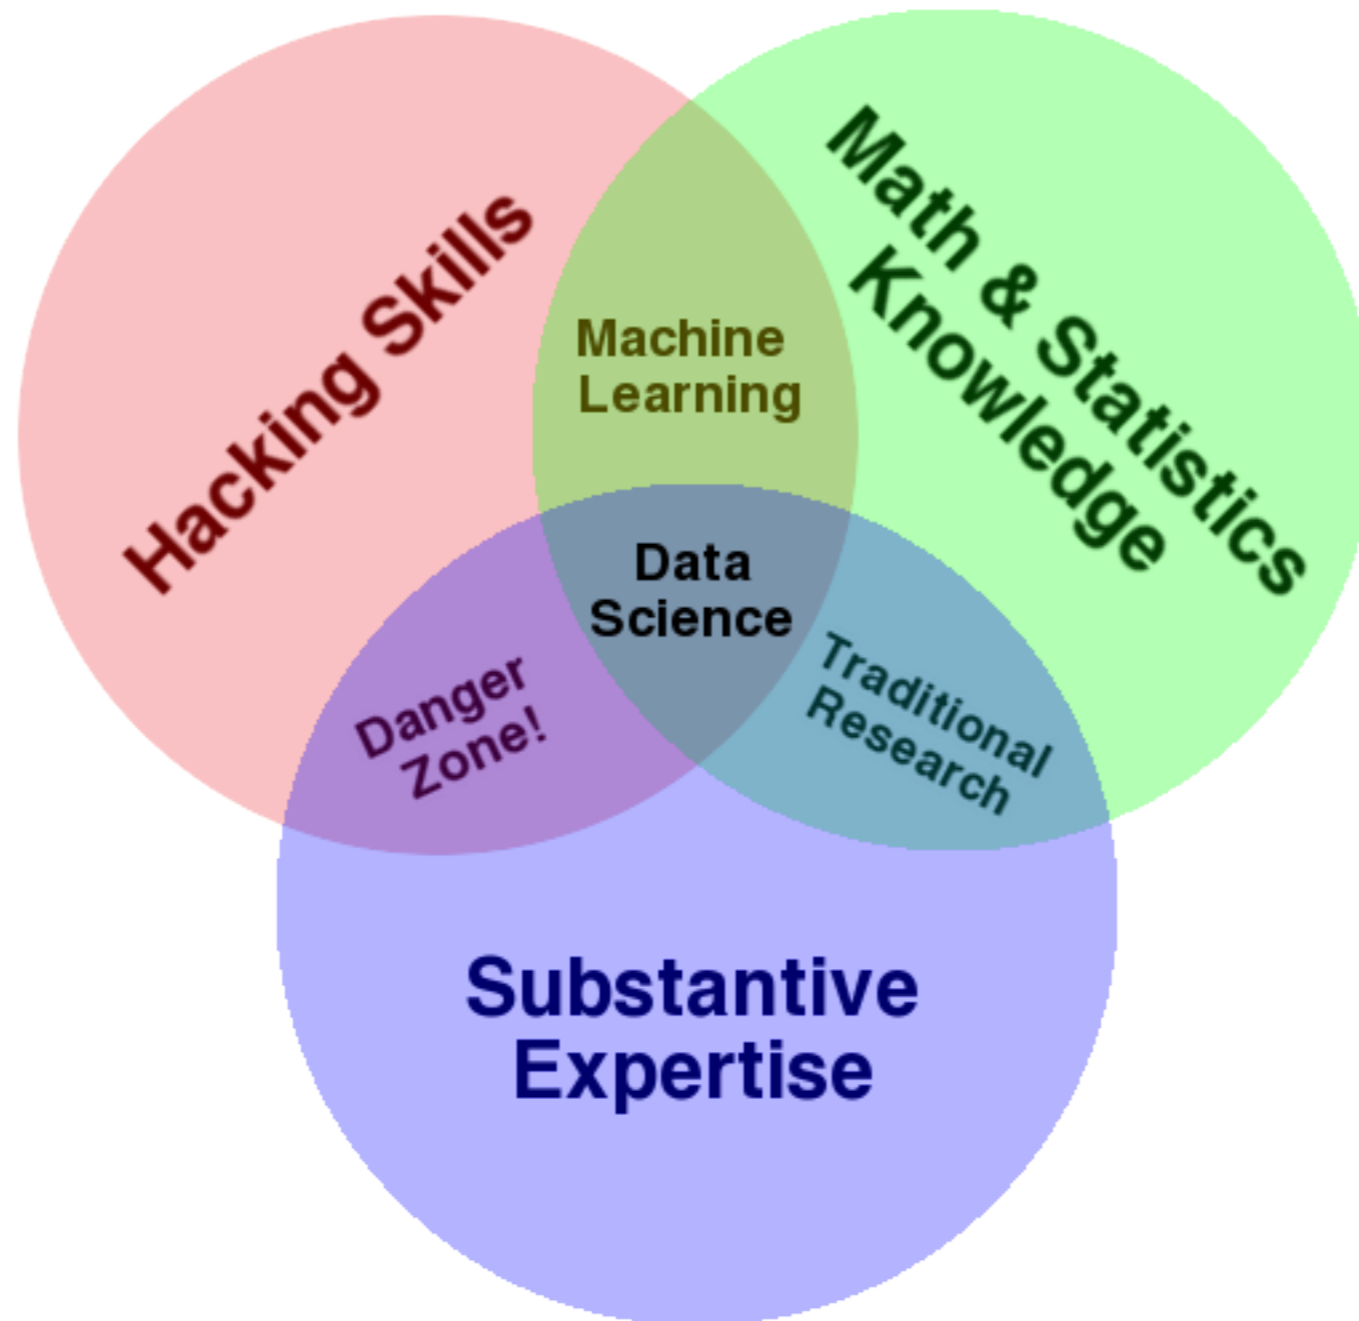 Hacking Skills
Math & Statistics
Knowledge
Machine
Learning
Data
Science
Danger
Zone!
Traditional
Research
Substantive
Expertise